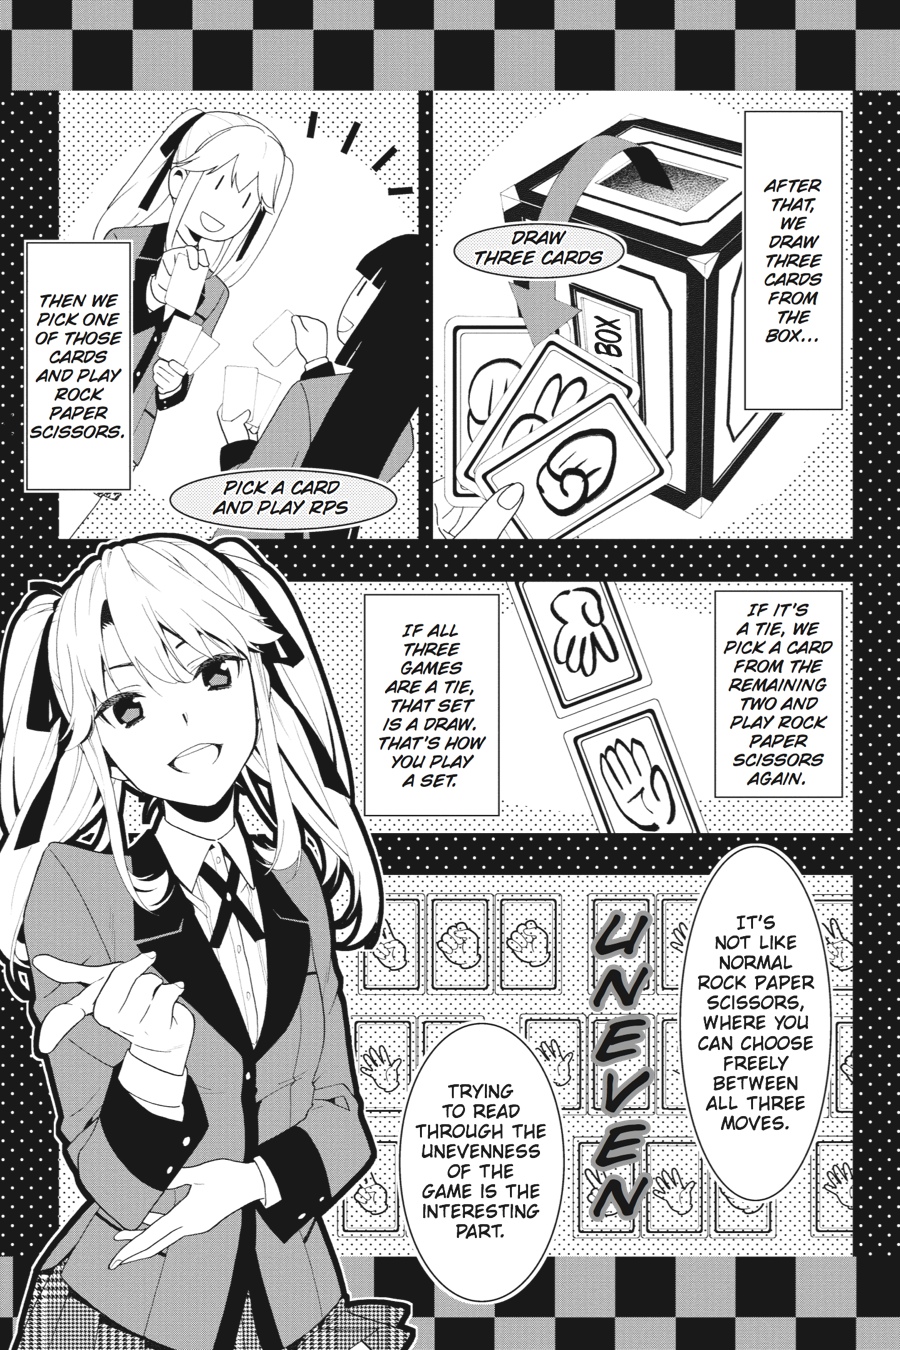 AFTER
THAT,
WE
DRAW
THREE
CARDS
FROM
THE
BOX...
DRAW
THREE CARDS
BOX
THEN WE
PICK ONE
OF THOSE
CARDS
AND PLAY
ROCK
PAPER
SCISSORS.
PICK A CARD
AND PLAY RPS
IF IT'S
A TIE, WE
PICK A CARD
FROM THE
REMAINING
TWO AND
PLAY ROCK
PAPER
SCISSORS
AGAIN.
IF ALL
THREE
GAMES
ARE A TIE,
THAT SET
IS A DRAW.
THAT'S HOW
YOU PLAY
A SET.
IT'S
NOT LIKE
NORMAL
ROCK PAPER
SCISSORS,
WHERE YOU
CAN CHOOSE
FREELY
BETWEEN
ALL THREE
MOVES.
UNEVEN
TRYING
TO READ
THROUGH THE
UNEVENNESS
OF THE
GAME IS THE
INTERESTING
PART.